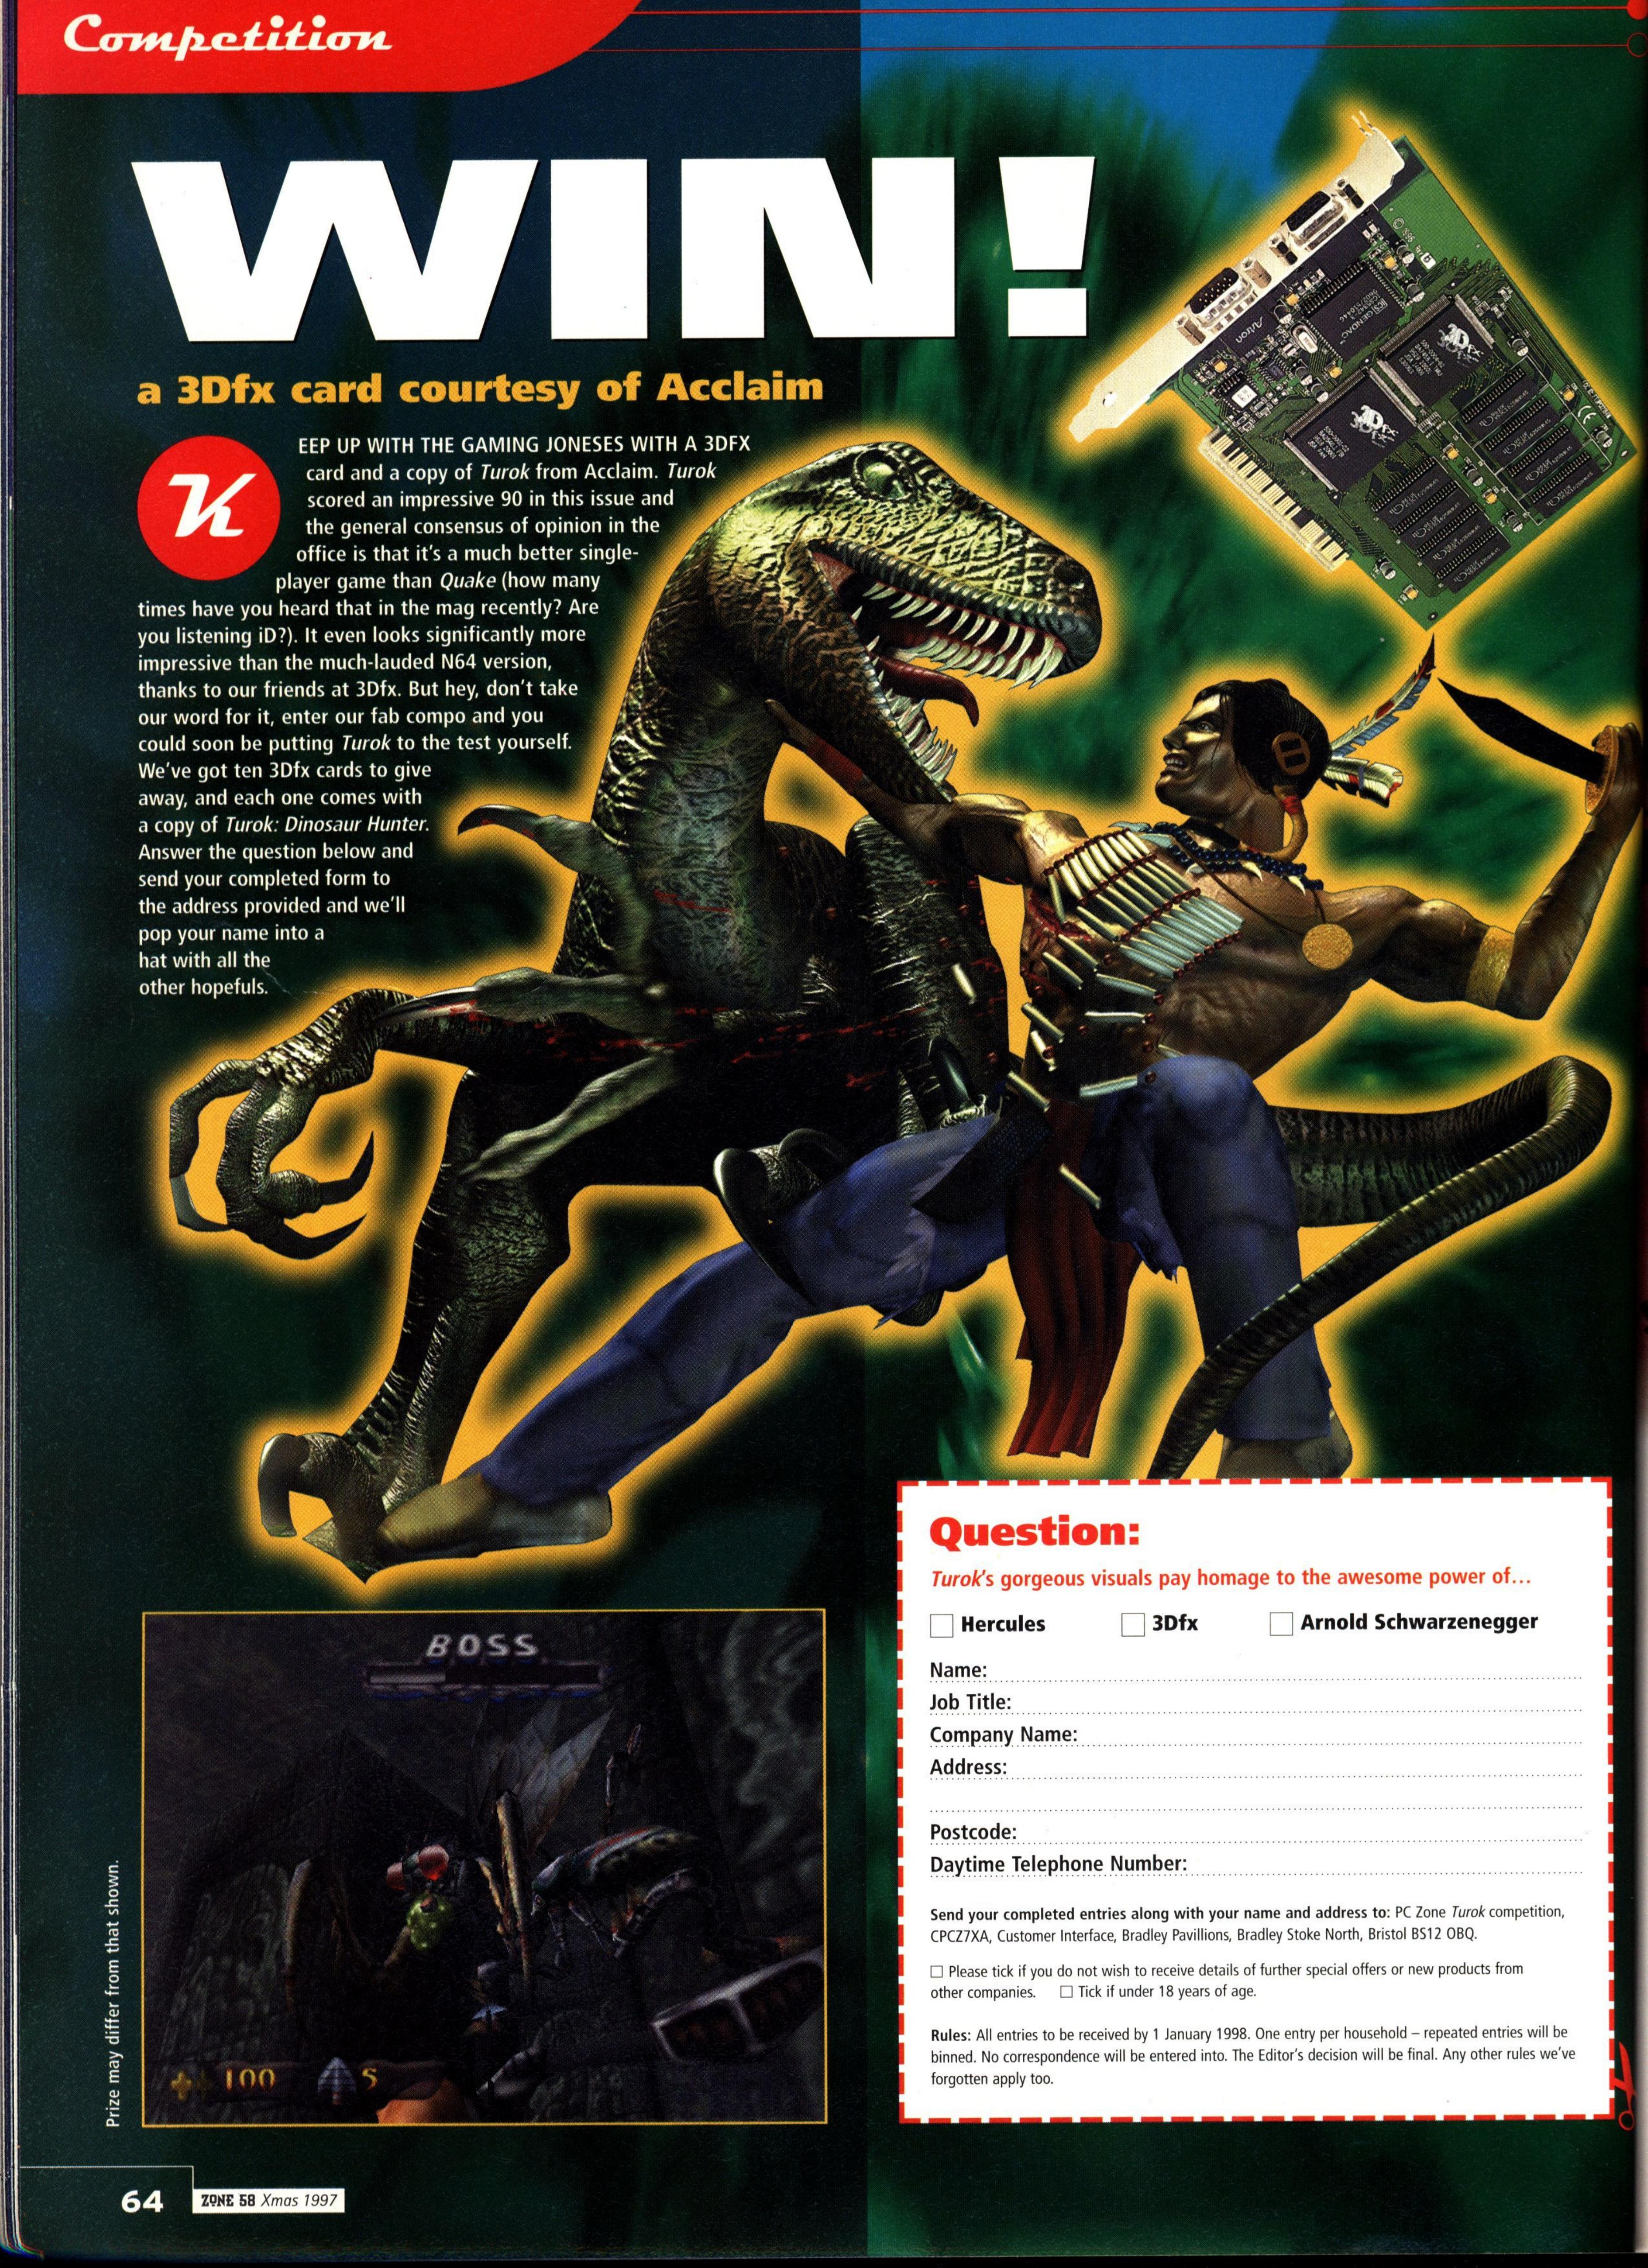 Competition
WIN!
a 3Dfx card courtesy of Acclaim
KEEP UP WITH THE GAMING JONESES WITH A 3DFX
card and a copy of Turok from Acclaim. Turok
scored an impressive 90 in this issue and
the general consensus of opinion in the
office is that it's a much better single-
player game than Quake (how many
times have you heard that in the mag recently? Are
you listening iD?). It even looks significantly more
impressive than the much-lauded N64 version,
thanks to our friends at 3Dfx. But hey, don't take
our word for it, enter our fab compo and you
could soon be putting Turok to the test yourself.
We've got ten 3Dfx cards to give
away, and each one comes with
a copy of Turok: Dinosaur Hunter.
Answer the question below and
send your completed form to
the address provided and we'll
pop your name into a
hat with all the
other hopefuls.
BOSS
100
5
Question:
Turok's gorgeous visuals pay homage to the awesome power of...
Hercules 3Dfx Arnold Schwarzenegger
Name:
Job Title:
Company Name:
Address:
Postcode:
Daytime Telephone Number:
Send your completed entries along with your name and address to: PC Zone Turok competition,
CPCZ7XA, Customer Interface, Bradley Pavillions, Bradley Stoke North, Bristol BS12 OBQ.
Please tick if you do not wish to receive details of further special offers or new products from
other companies. Tick if under 18 years of age.
Rules: All entries to be received by 1 January 1998. One entry per household – repeated entries will be
binned. No correspondence will be entered into. The Editor's decision will be final. Any other rules we've
forgotten apply too.
Prize may differ from that shown.
64 ZONE 58 Xmas 1997